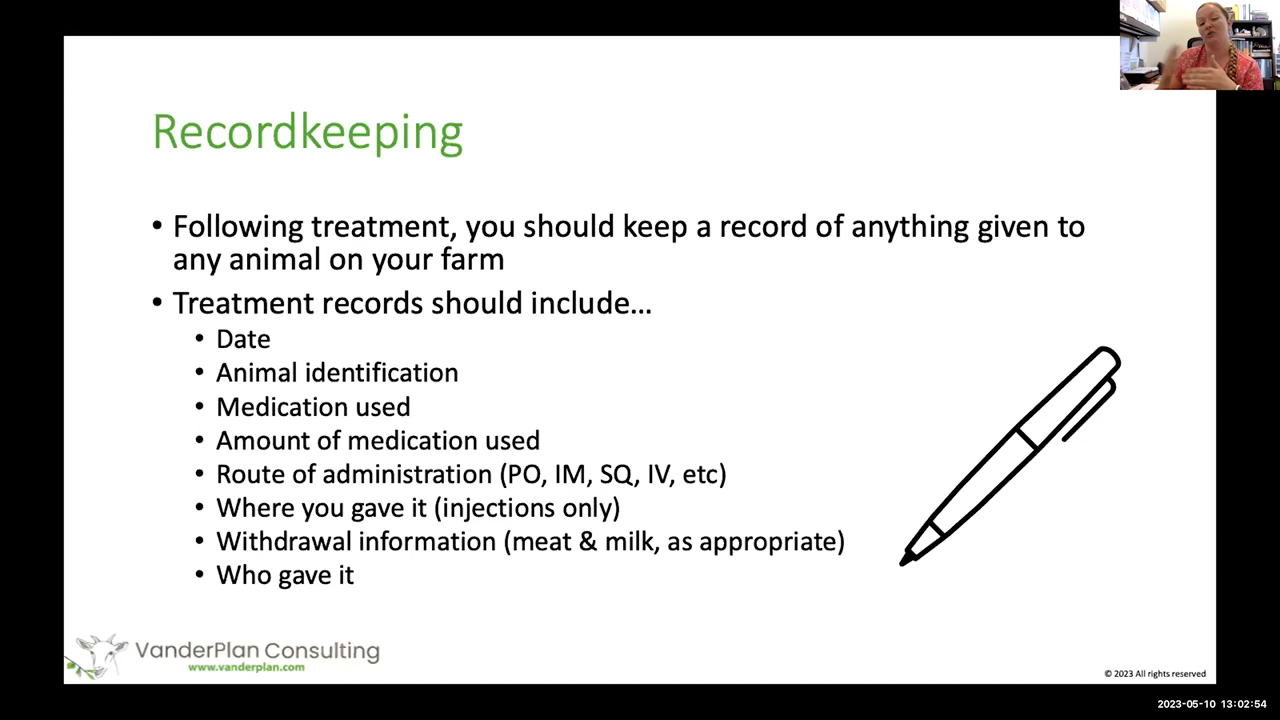 Recordkeeping
• Following treatment, you should keep a record of anything given to
any animal on your farm
• Treatment records should include...
• Date
• Animal identification
• Medication used
• Amount of medication used
• Route of administration (PO, IM, SQ, IV, etc)
• Where you gave it (injections only)
• Withdrawal information (meat & milk, as appropriate)
• Who gave it
VanderPlan Consulting
www.vanderplan.com
© 2023 All rights reserved
2023-05-10 13:02:54